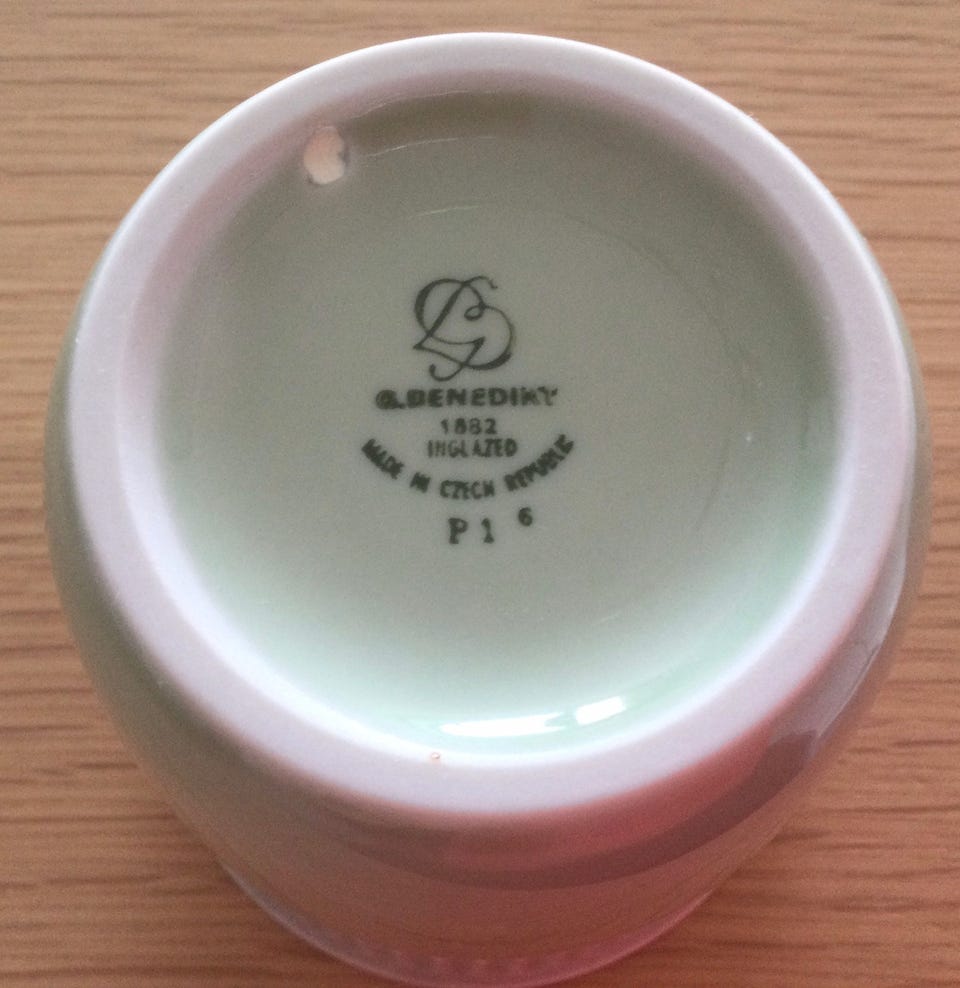 G.BENEDIKT
1882
INGLAZED
MADE IN CZECH REPUBLIC
P1 6